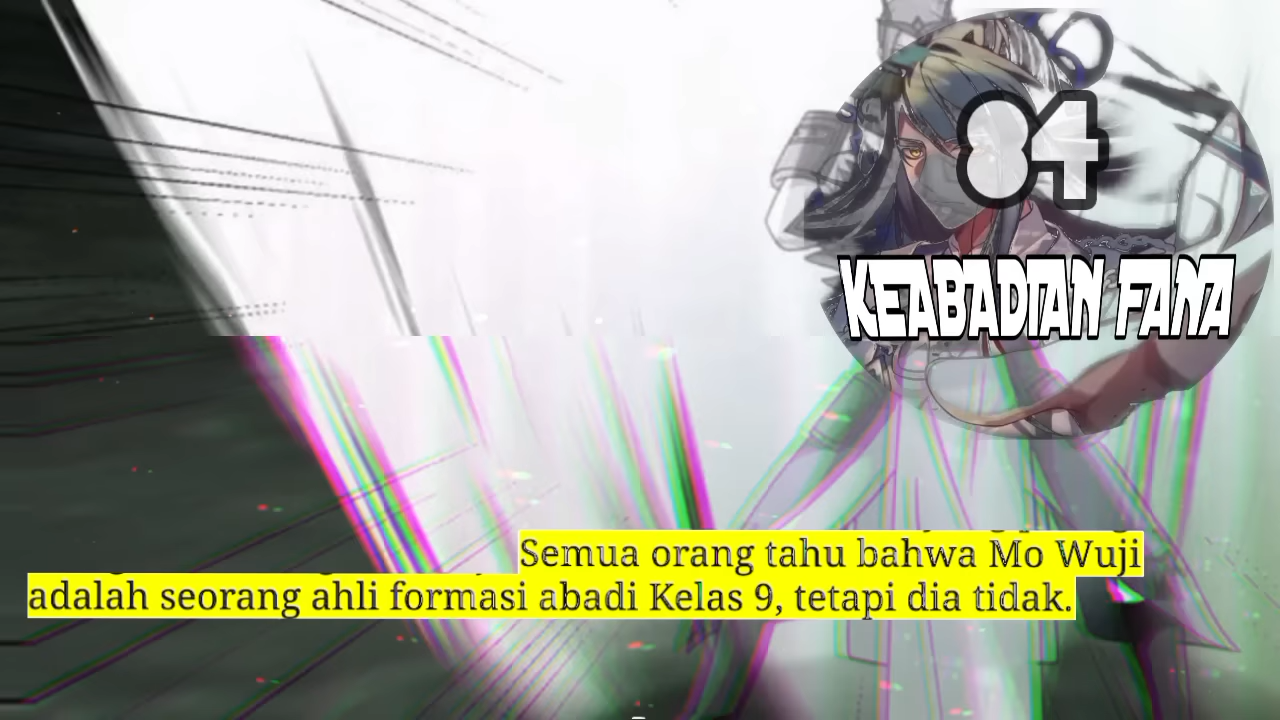 84
KEABADIAN FANA
Semua orang tahu bahwa Mo Wuji
adalah seorang ahli formasi abadi Kelas 9, tetapi dia tidak.